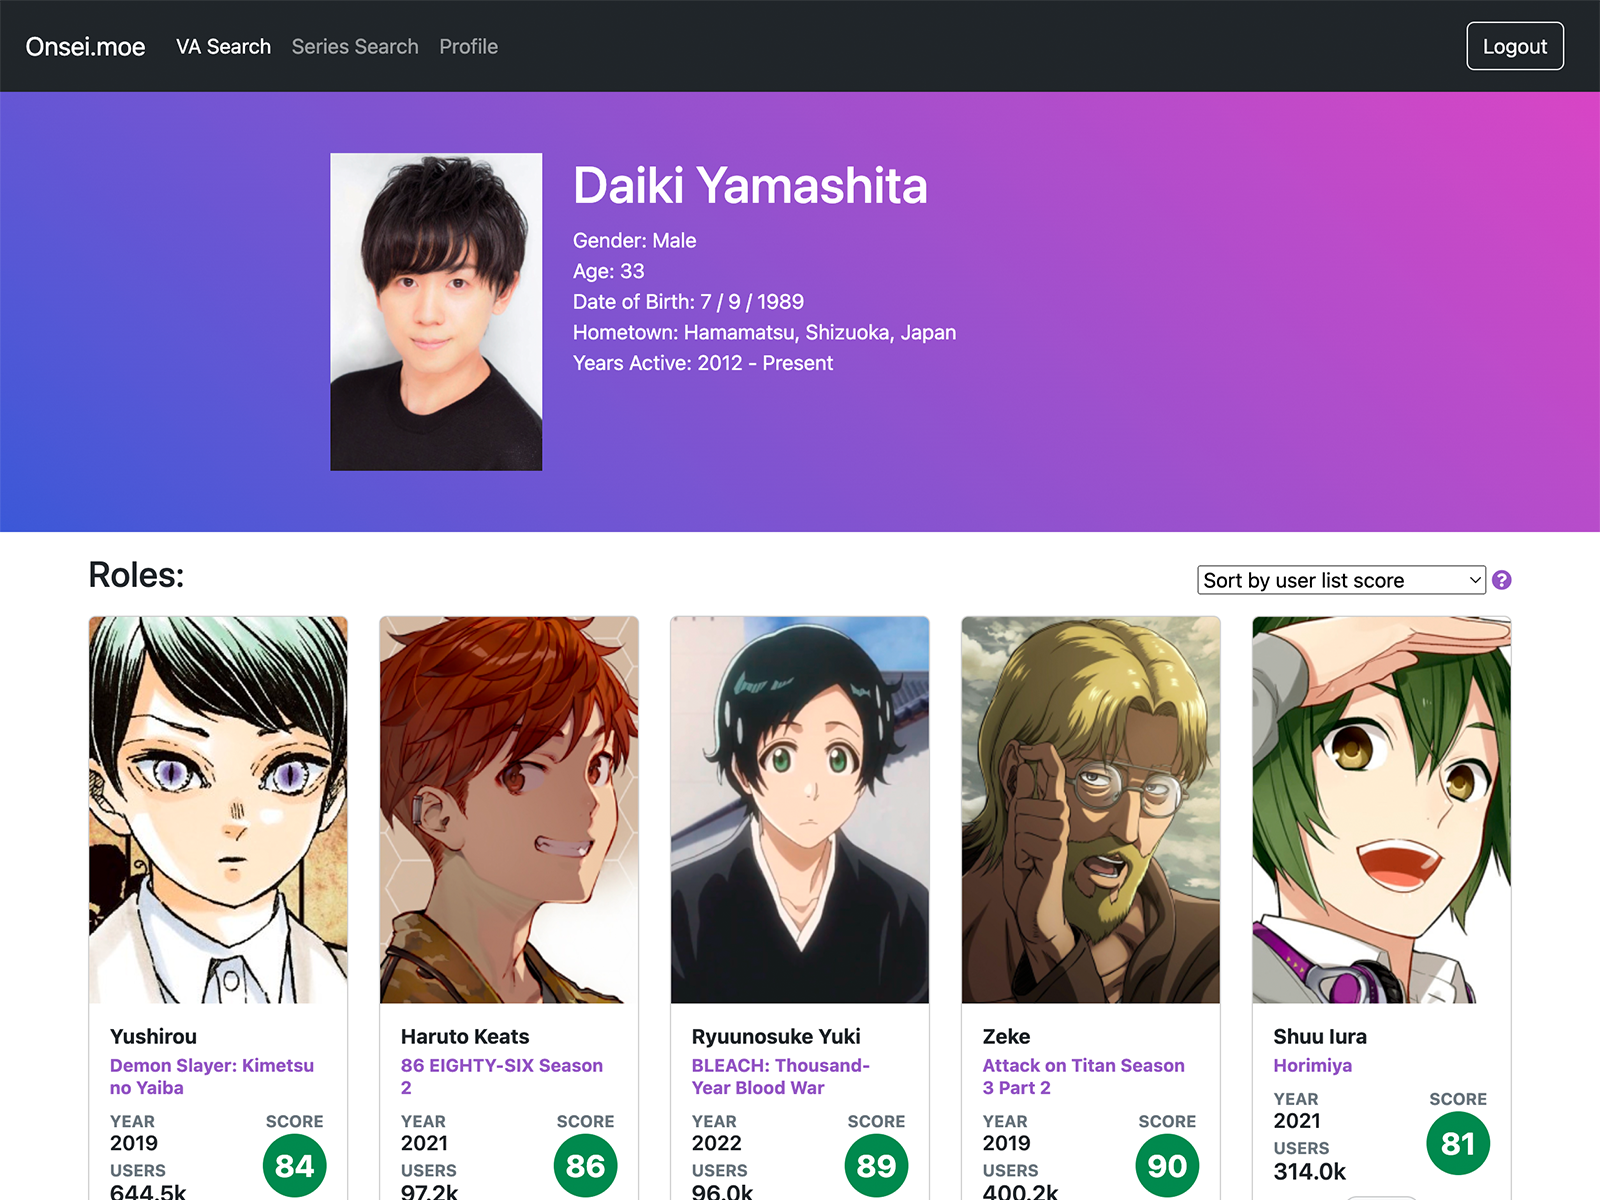 Onsei.moe VA Search Series Search Profile Logout
Daiki Yamashita
Gender: Male
Age: 33
Date of Birth: 7 / 9 / 1989
Hometown: Hamamatsu, Shizuoka, Japan
Years Active: 2012 - Present
Roles:
Sort by user list score ?
Yushirou
Demon Slayer: Kimetsu
no Yaiba
YEAR SCORE
2019
84
USERS
644.5k
Haruto Keats
86 EIGHTY-SIX Season
2
YEAR SCORE
2021
86
USERS
97.2k
Ryuunosuke Yuki
BLEACH: Thousand-
Year Blood War
YEAR SCORE
2022
89
USERS
96.0k
Zeke
Attack on Titan Season
3 Part 2
YEAR SCORE
2019
90
USERS
400.2k
Shuu Iura
Horimiya
YEAR SCORE
2021
81
USERS
314.0k